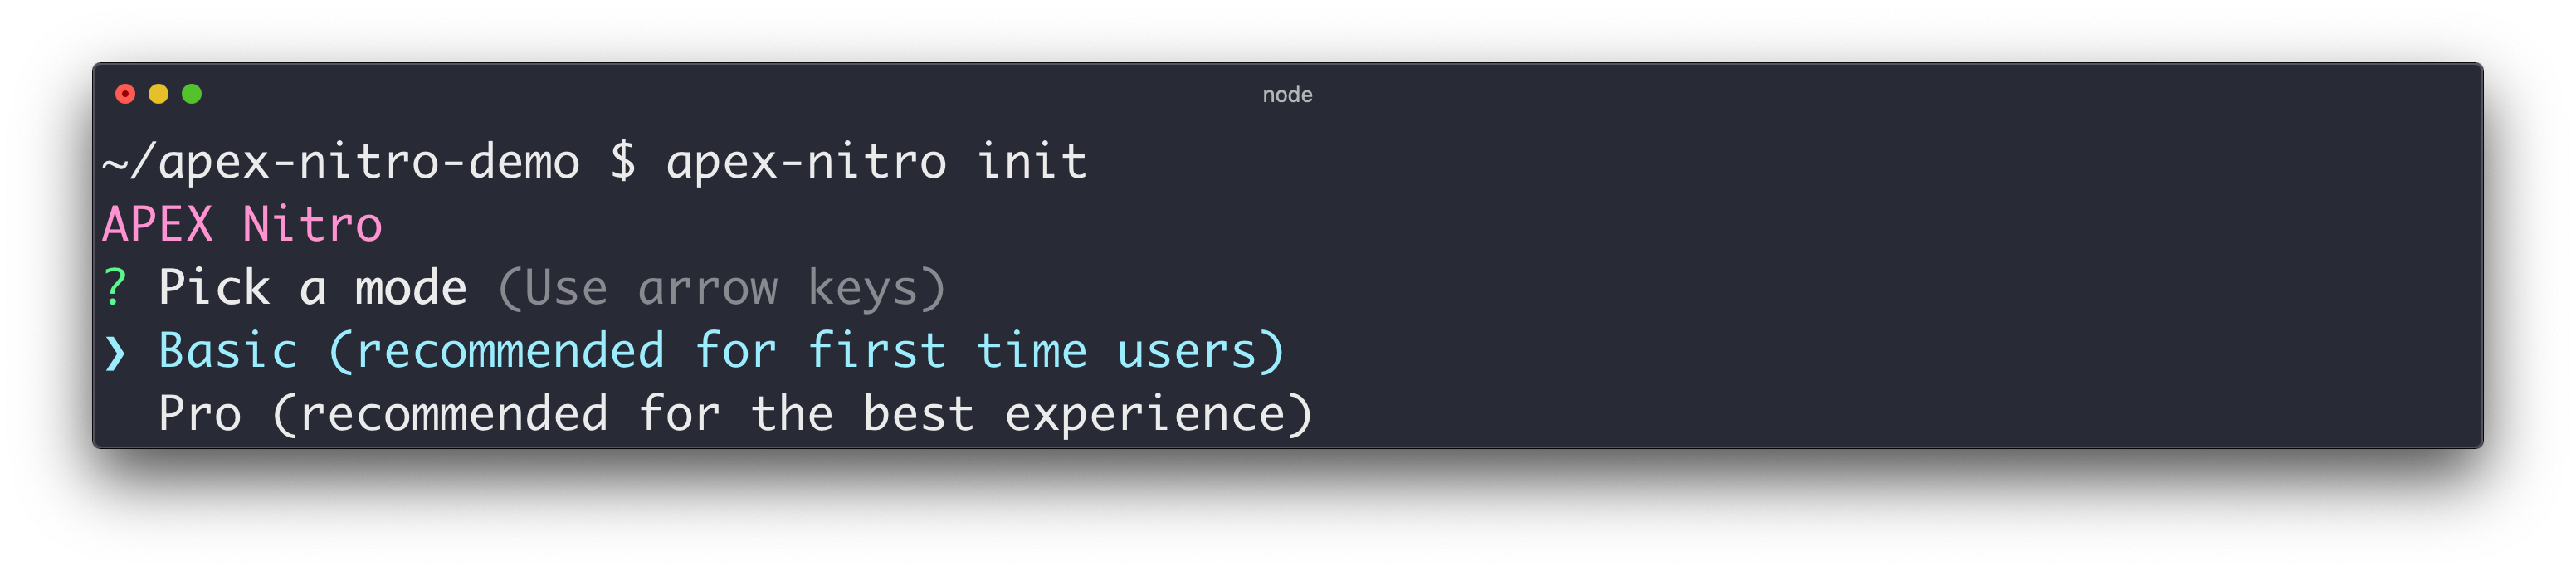 node
~/apex-nitro-demo $ apex-nitro init
APEX Nitro
? Pick a mode (Use arrow keys)
❯ Basic (recommended for first time users)
Pro (recommended for the best experience)